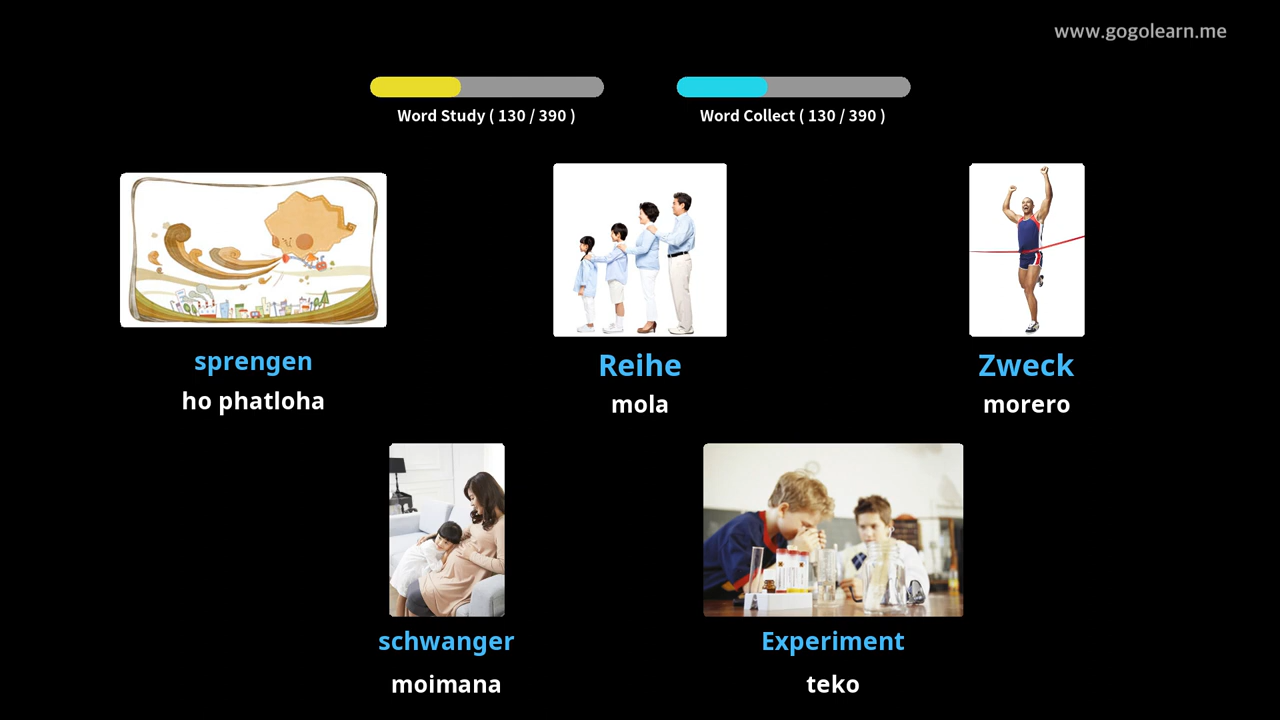 www.gogolearn.me
Word Study ( 130 / 390 )
Word Collect ( 130 / 390 )
sprengen
ho phatloha
Reihe
mola
Zweck
morero
schwanger
moimana
Experiment
teko